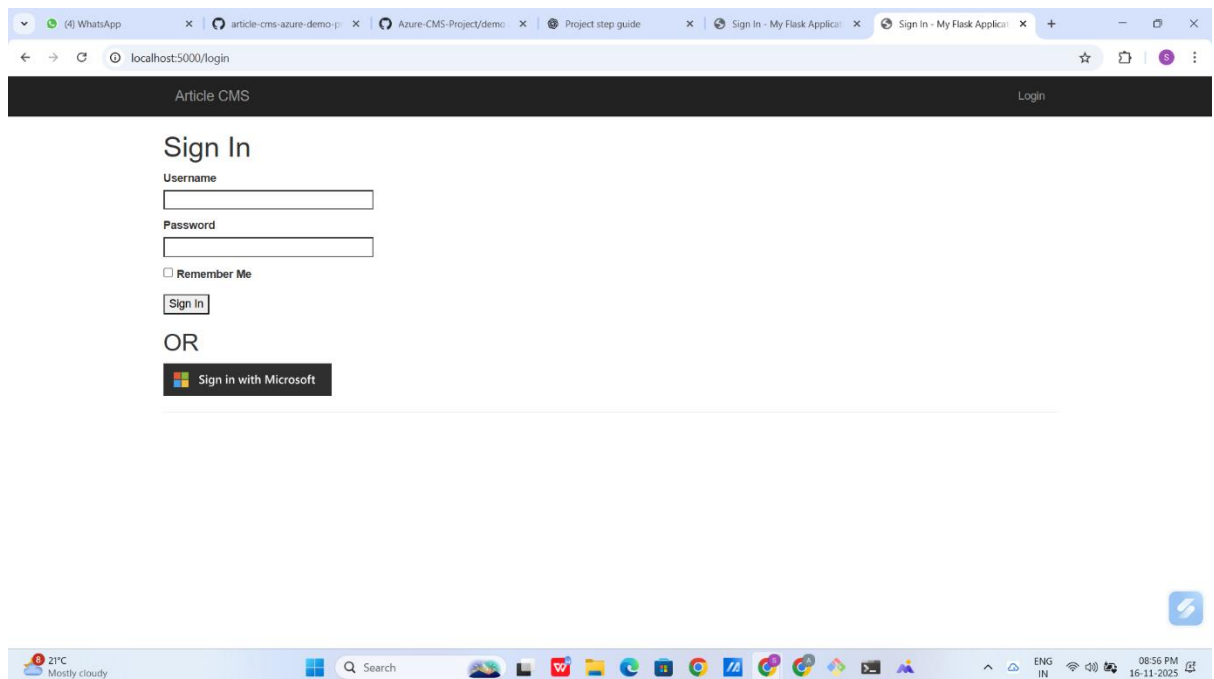 (4) WhatsApp
article-cms-azure-demo-p
Azure-CMS-Project/demo
Project step guide
Sign In - My Flask Applicat
Sign In - My Flask Applicat
localhost:5000/login
S
Article CMS
Login
Sign In
Username
Password
Remember Me
Sign In
OR
Sign in with Microsoft
8
21°C
Mostly cloudy
Search
ENG
IN
08:56 PM
16-11-2025